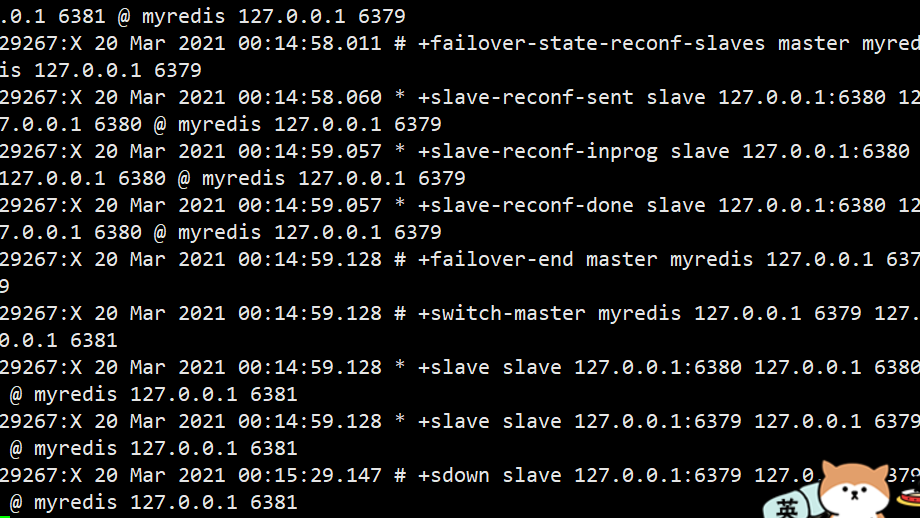 .0.1 6381 @ myredis 127.0.0.1 6379
29267:X 20 Mar 2021 00:14:58.011 # +failover-state-reconf-slaves master myred
is 127.0.0.1 6379
29267:X 20 Mar 2021 00:14:58.060 * +slave-reconf-sent slave 127.0.0.1:6380 12
7.0.0.1 6380 @ myredis 127.0.0.1 6379
29267:X 20 Mar 2021 00:14:59.057 * +slave-reconf-inprog slave 127.0.0.1:6380
127.0.0.1 6380 @ myredis 127.0.0.1 6379
29267:X 20 Mar 2021 00:14:59.057 * +slave-reconf-done slave 127.0.0.1:6380 12
7.0.0.1 6380 @ myredis 127.0.0.1 6379
29267:X 20 Mar 2021 00:14:59.128 # +failover-end master myredis 127.0.0.1 637
9
29267:X 20 Mar 2021 00:14:59.128 # +switch-master myredis 127.0.0.1 6379 127.
0.0.1 6381
29267:X 20 Mar 2021 00:14:59.128 * +slave slave 127.0.0.1:6380 127.0.0.1 6380
@ myredis 127.0.0.1 6381
29267:X 20 Mar 2021 00:14:59.128 * +slave slave 127.0.0.1:6379 127.0.0.1 6379
@ myredis 127.0.0.1 6381
29267:X 20 Mar 2021 00:15:29.147 # +sdown slave 127.0.0.1:6379 127.0
@ myredis 127.0.0.1 6381
英